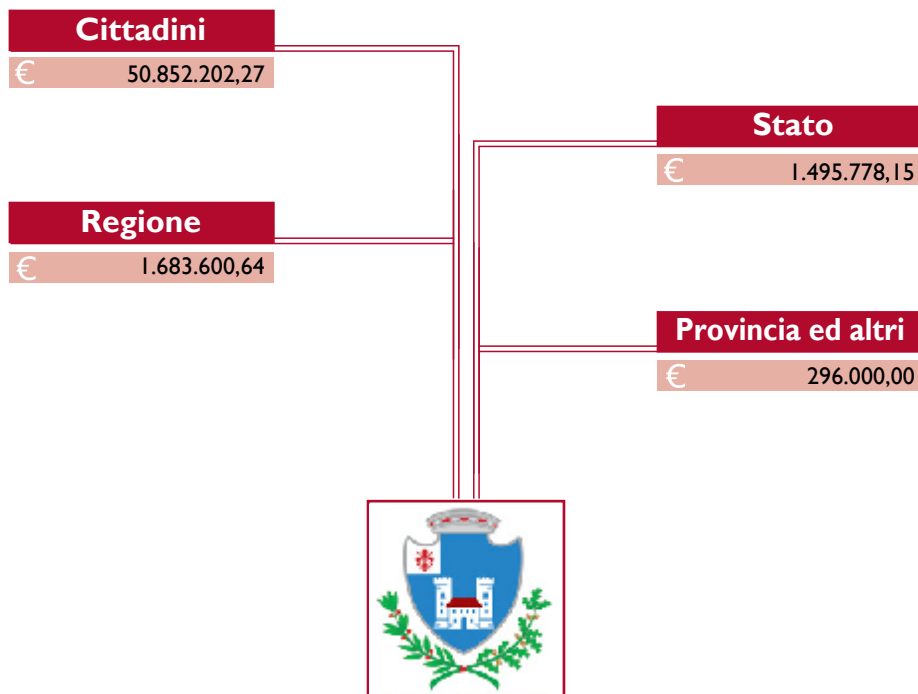 Cittadini
€ 50.852.202,27
Stato
€ 1.495.778,15
Regione
€ 1.683.600,64
Provincia ed altri
€ 296.000,00